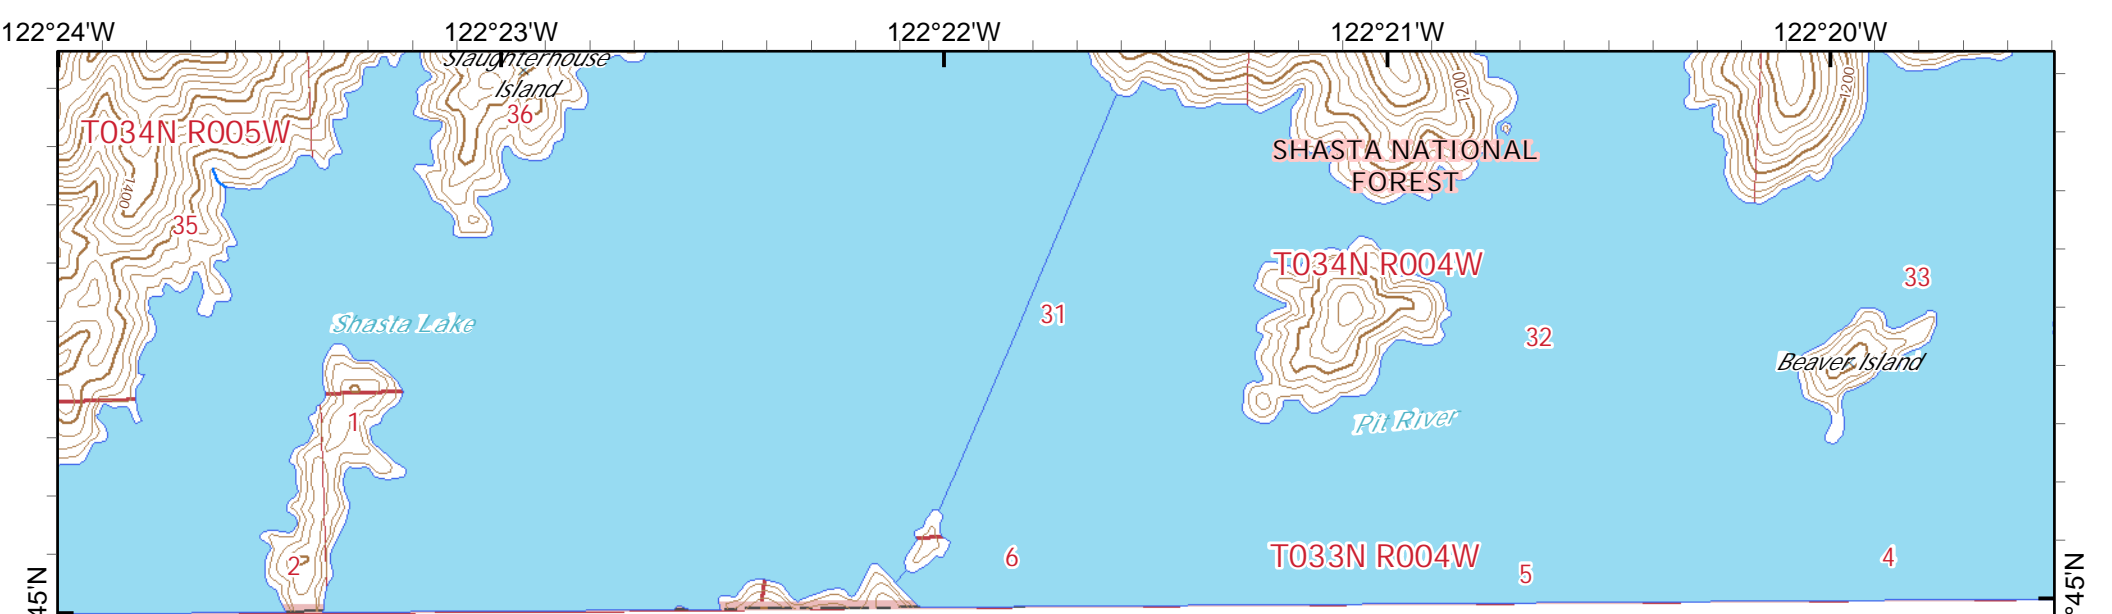 122°24'W 122°23'W 122°22'W 122°21'W 122°20'W
Slaughterhouse
Island
36
1200
1200
T034N R005W
SHASTA NATIONAL
FOREST
1400
35
T034N R004W
33
31
Shasta Lake
32
Beaver Island
1
Pit River
6
T033N R004W
5
4
2
45'N
°45'N